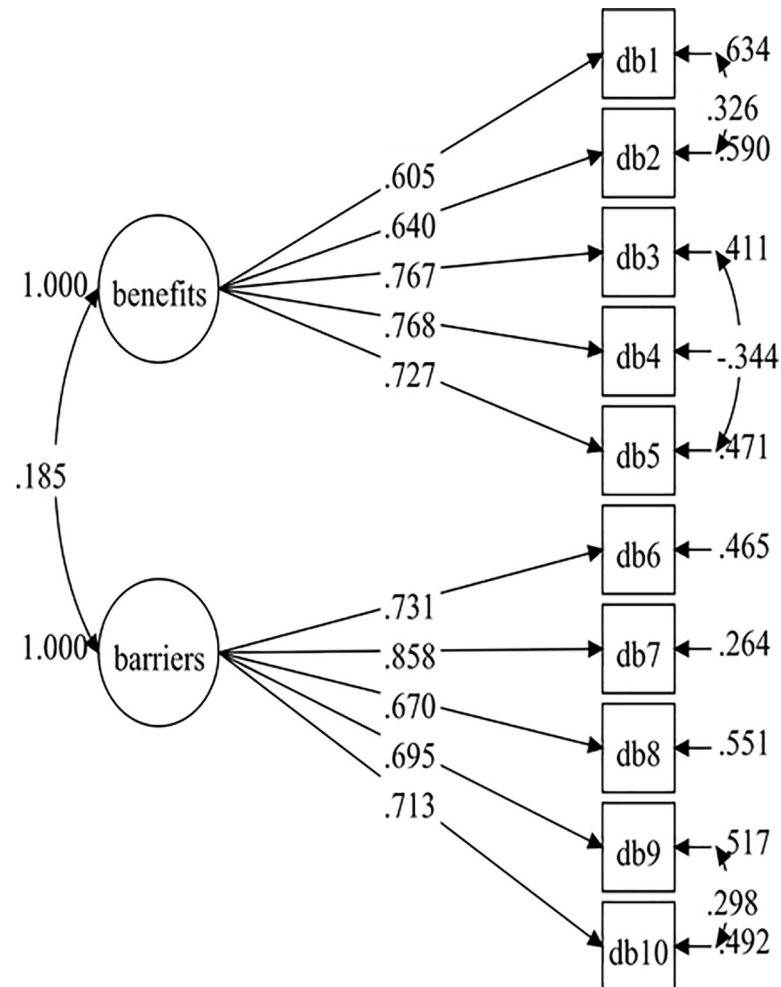 db1
.634
.326
db2
.590
.605
.640
db3
.411
.767
benefits
1.000
.768
db4
-.344
.727
db5
.471
.185
db6
.465
.731
db7
.264
.858
barriers
1.000
.670
db8
.551
.695
.713
db9
.517
.298
db10
.492